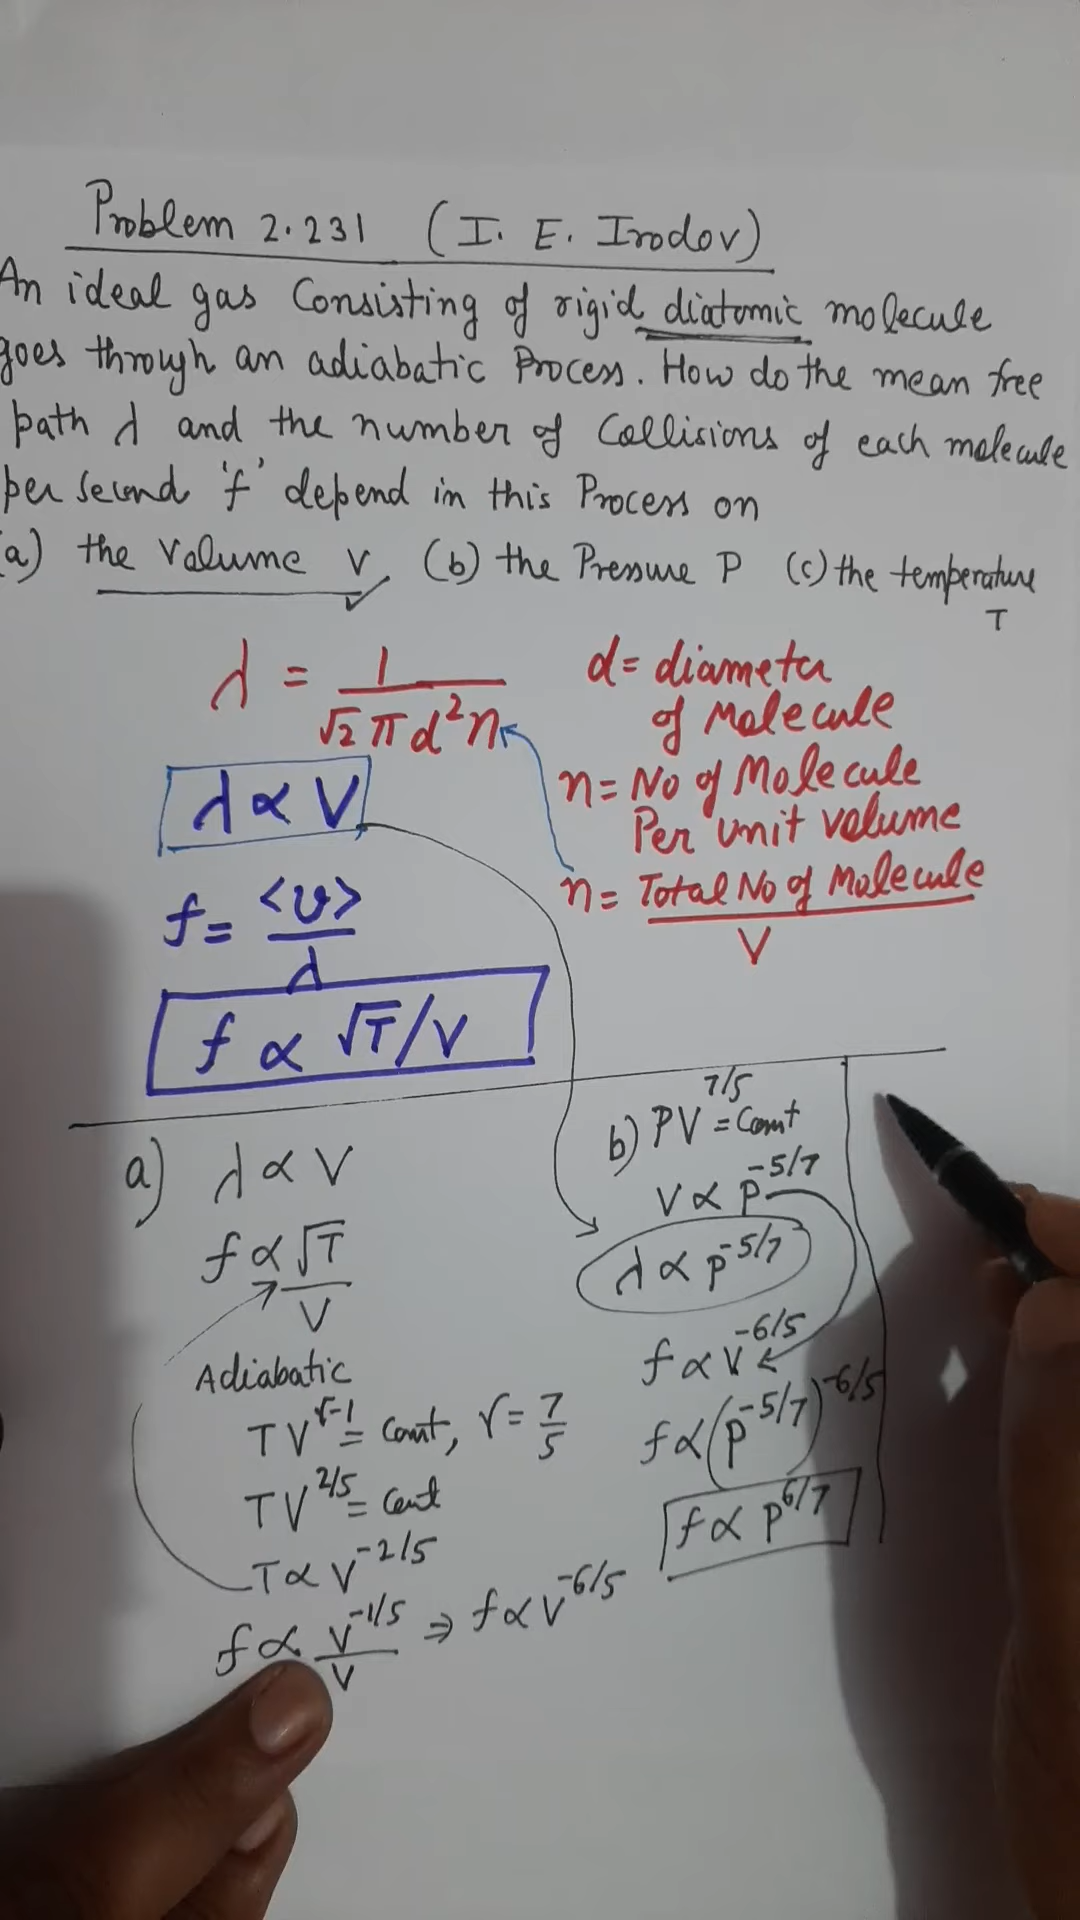 Problem 2.231 (I. E. Irodov)
An ideal gas Consisting of rigid diatomic molecule
goes through an adiabatic Process. How do the mean free
path λ and the number of Collisions of each molecule
per second 'f' depend in this Process on
(a) the Volume V (b) the Pressure P (c) the temperature
T
λ = 1/√2 πd²n
d = diameter
of Molecule
n = No of Molecule
Per unit volume
n = Total No of Molecule / V
λ ∝ V
f = <v>/λ
f ∝ √T/V
a) λ ∝ V
f ∝ √T/V
Adiabatic
TV^γ-1 = Const, γ = 7/5
TV^2/5 = Const
T ∝ V^-2/5
f ∝ V^-1/5/V ⇒ f ∝ V^-6/5
b) PV^7/5 = Const
V ∝ P^-5/7
λ ∝ P^-5/7
f ∝ V^-6/5
f ∝ (P^-5/7)^-6/5
f ∝ P^6/7